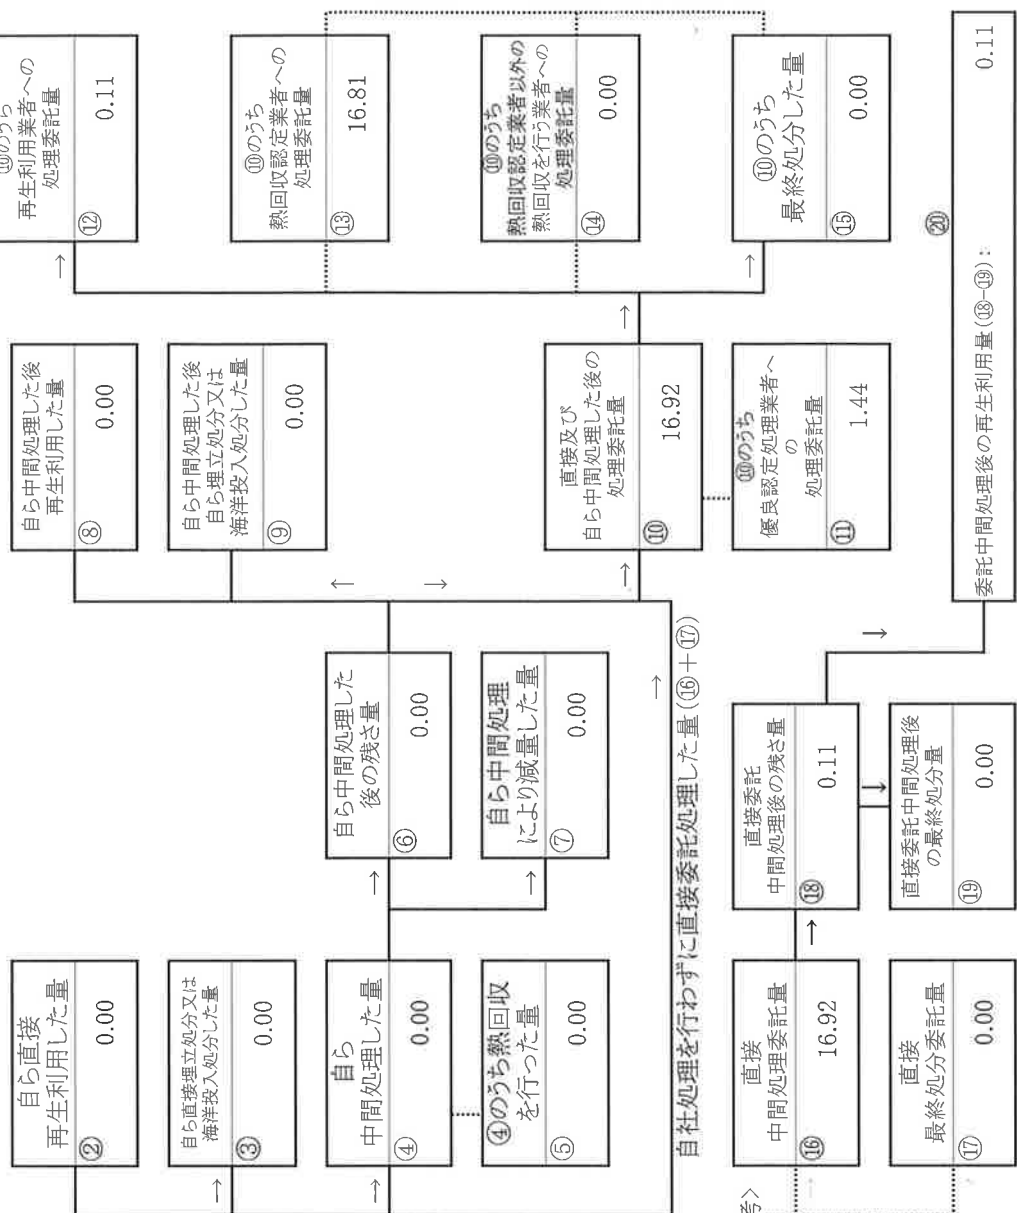 自ら直接
再生利用した量
②
0.00
自ら直接埋立処分又は
海洋投入処分した量
③
0.00
→
自ら
中間処理した量
④
0.00
→
④のうち熱回収
を行った量
⑤
0.00
自ら中間処理した
後の残さ量
⑥
0.00
→
自ら中間処理
により減量した量
⑦
0.00
→
自ら中間処理した後
再生利用した量
⑧
0.00
自ら中間処理した後
自ら埋立処分又は
海洋投入処分した量
⑨
0.00
直接及び
自ら中間処理した後の
処理委託量
⑩
16.92
→
⑩のうち
優良認定処理業者へ
の
処理委託量
⑪
1.44
⑩のうち
再生利用業者への
処理委託量
⑫
0.11
→
⑩のうち
熱回収認定業者への
処理委託量
⑬
16.81
⑩のうち
熱回収認定業者以外の
熱回収を行う業者への
処理委託量
⑭
0.00
⑩のうち
最終処分した量
⑮
0.00
→
自社処理を行わずに直接委託処理した量(⑯+⑰)
→
考>
直接
中間処理委託量
⑯
16.92
直接
最終処分委託量
⑰
0.00
→
直接委託
中間処理後の残さ量
⑱
0.11
直接委託中間処理後
の最終処分量
⑲
0.00
⑳
委託中間処理後の再生利用量(⑱-⑲):
0.11